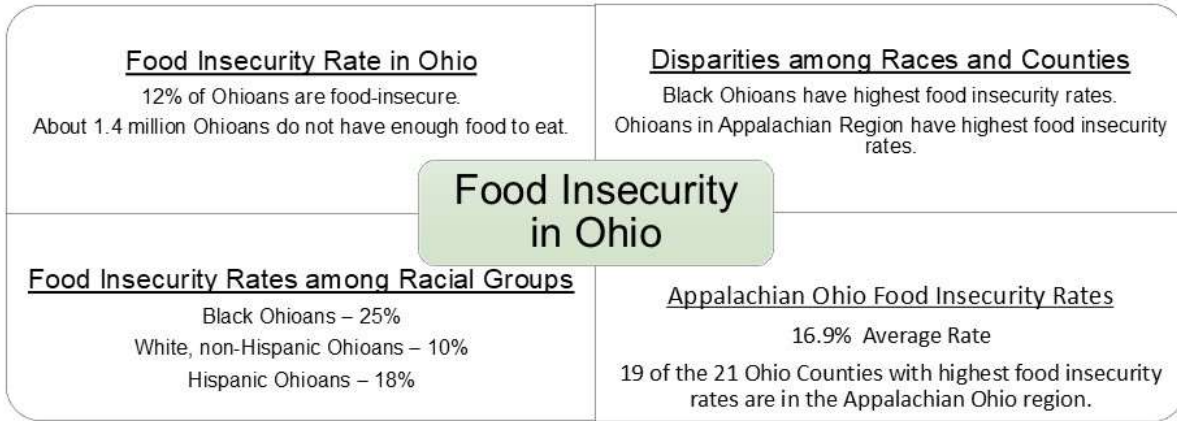 Food Insecurity Rate in Ohio
12% of Ohioans are food-insecure.
About 1.4 million Ohioans do not have enough food to eat.
Disparities among Races and Counties
Black Ohioans have highest food insecurity rates.
Ohioans in Appalachian Region have highest food insecurity
rates.
Food Insecurity
in Ohio
Food Insecurity Rates among Racial Groups
Black Ohioans – 25%
White, non-Hispanic Ohioans – 10%
Hispanic Ohioans – 18%
Appalachian Ohio Food Insecurity Rates
16.9% Average Rate
19 of the 21 Ohio Counties with highest food insecurity
rates are in the Appalachian Ohio region.